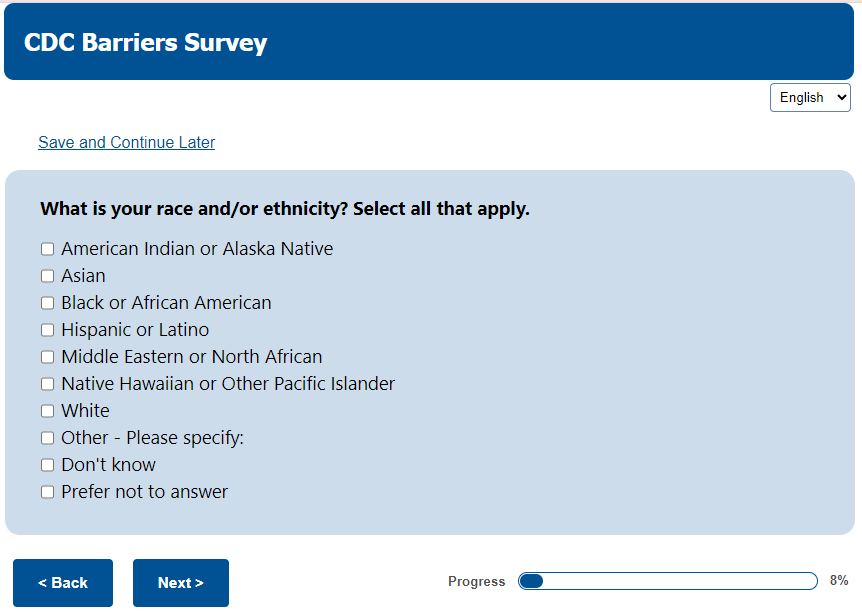 CDC Barriers Survey
English
Save and Continue Later
What is your race and/or ethnicity? Select all that apply.
American Indian or Alaska Native
Asian
Black or African American
Hispanic or Latino
Middle Eastern or North African
Native Hawaiian or Other Pacific Islander
White
Other - Please specify:
Don't know
Prefer not to answer
< Back Next > Progress 8%